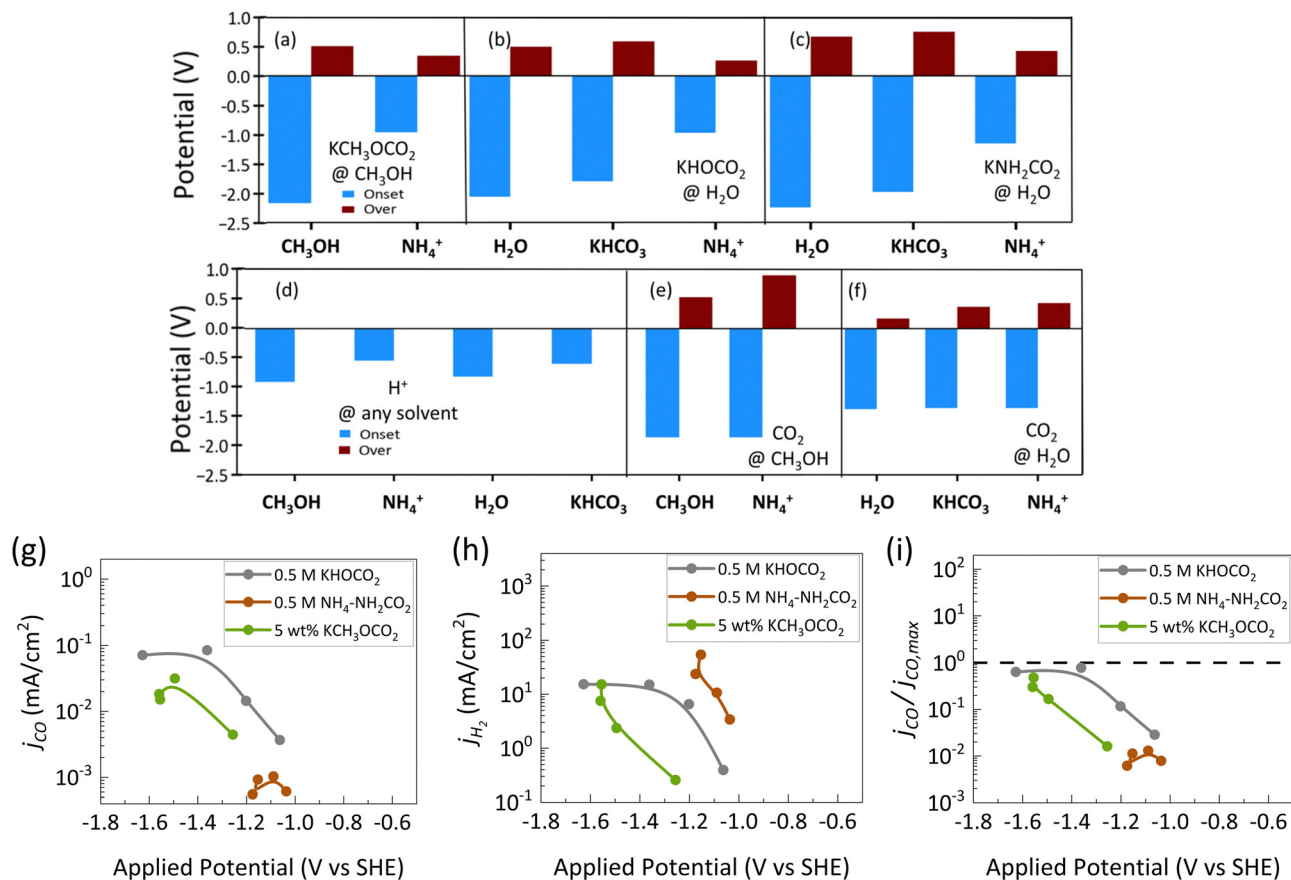 (a) (b) (c)
Potential (V)
1.0
0.5
0.0
−0.5
−1.0
−1.5
−2.0
−2.5
KCH₃OCO₂
@ CH₃OH
Onset
Over
KHOCO₂
@ H₂O
KNH₂CO₂
@ H₂O
CH₃OH NH₄⁺ H₂O KHCO₃ NH₄⁺ H₂O KHCO₃ NH₄⁺
(d) (e) (f)
Potential (V)
1.0
0.5
0.0
−0.5
−1.0
−1.5
−2.0
−2.5
H⁺
@ any solvent
Onset
Over
CO₂
@ CH₃OH
CO₂
@ H₂O
CH₃OH NH₄⁺ H₂O KHCO₃ CH₃OH NH₄⁺ H₂O KHCO₃ NH₄⁺
(g)
0.5 M KHOCO₂
0.5 M NH₄-NH₂CO₂
5 wt% KCH₃OCO₂
j_CO (mA/cm²)
10⁰
10⁻¹
10⁻²
10⁻³
-1.8 -1.6 -1.4 -1.2 -1.0 -0.8 -0.6
Applied Potential (V vs SHE)
(h)
0.5 M KHOCO₂
0.5 M NH₄-NH₂CO₂
5 wt% KCH₃OCO₂
j_H₂ (mA/cm²)
10³
10²
10¹
10⁰
10⁻¹
-1.8 -1.6 -1.4 -1.2 -1.0 -0.8 -0.6
Applied Potential (V vs SHE)
(i)
0.5 M KHOCO₂
0.5 M NH₄-NH₂CO₂
5 wt% KCH₃OCO₂
j_CO/ j_CO,max
10²
10¹
10⁰
10⁻¹
10⁻²
10⁻³
-1.8 -1.6 -1.4 -1.2 -1.0 -0.8 -0.6
Applied Potential (V vs SHE)